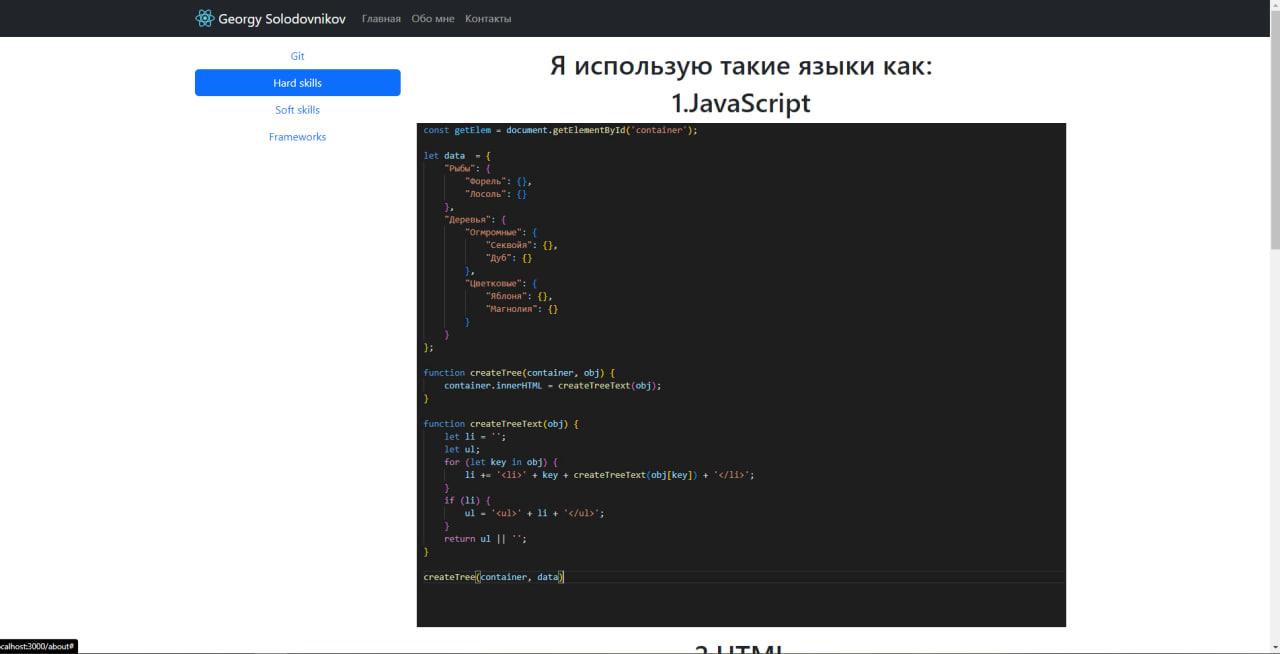 Georgy Solodovnikov Главная Обо мне Контакты
Git
Hard skills
Soft skills
Frameworks
Я использую такие языки как:
1.JavaScript
const getElem = document.getElementById('container');
let data  = {
"Рыбы": {
"Форель": {},
"Лосоль": {}
},
"Деревья": {
"Огмромные": {
"Секвойя": {},
"Дуб": {}
},
"Цветковые": {
"Яблоня": {},
"Магнолия": {}
}
}
};
function createTree(container, obj) {
container.innerHTML = createTreeText(obj);
}
function createTreeText(obj) {
let li = '';
let ul;
for (let key in obj) {
li += '<li>' + key + createTreeText(obj[key]) + '</li>';
}
if (li) {
ul = '<ul>' + li + '</ul>';
}
return ul || '';
}
createTree(container, data)
2.HTML
calhost:3000/about#